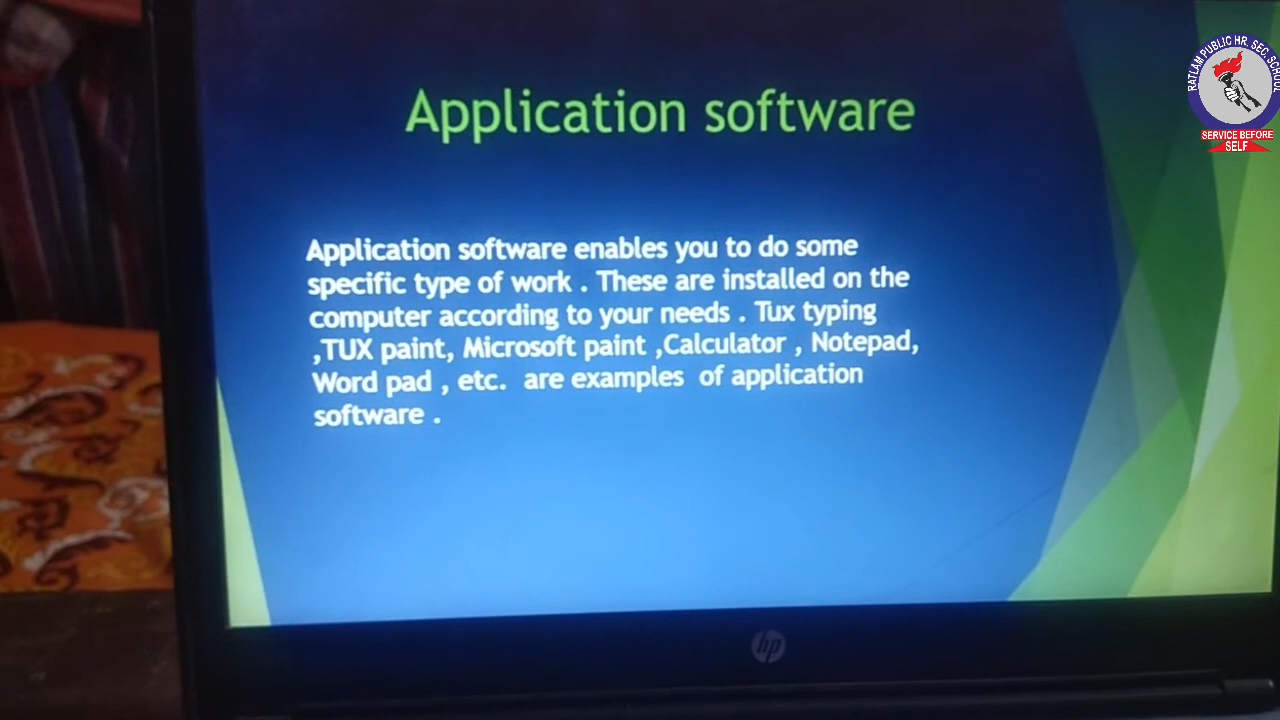 Application software
Application software enables you to do some
specific type of work . These are installed on the
computer according to your needs . Tux typing
,TUX paint, Microsoft paint ,Calculator , Notepad,
Word pad , etc.  are examples  of application
software .
hp
RATLAM PUBLIC HR. SEC. SCHOOL
SERVICE BEFORE
SELF